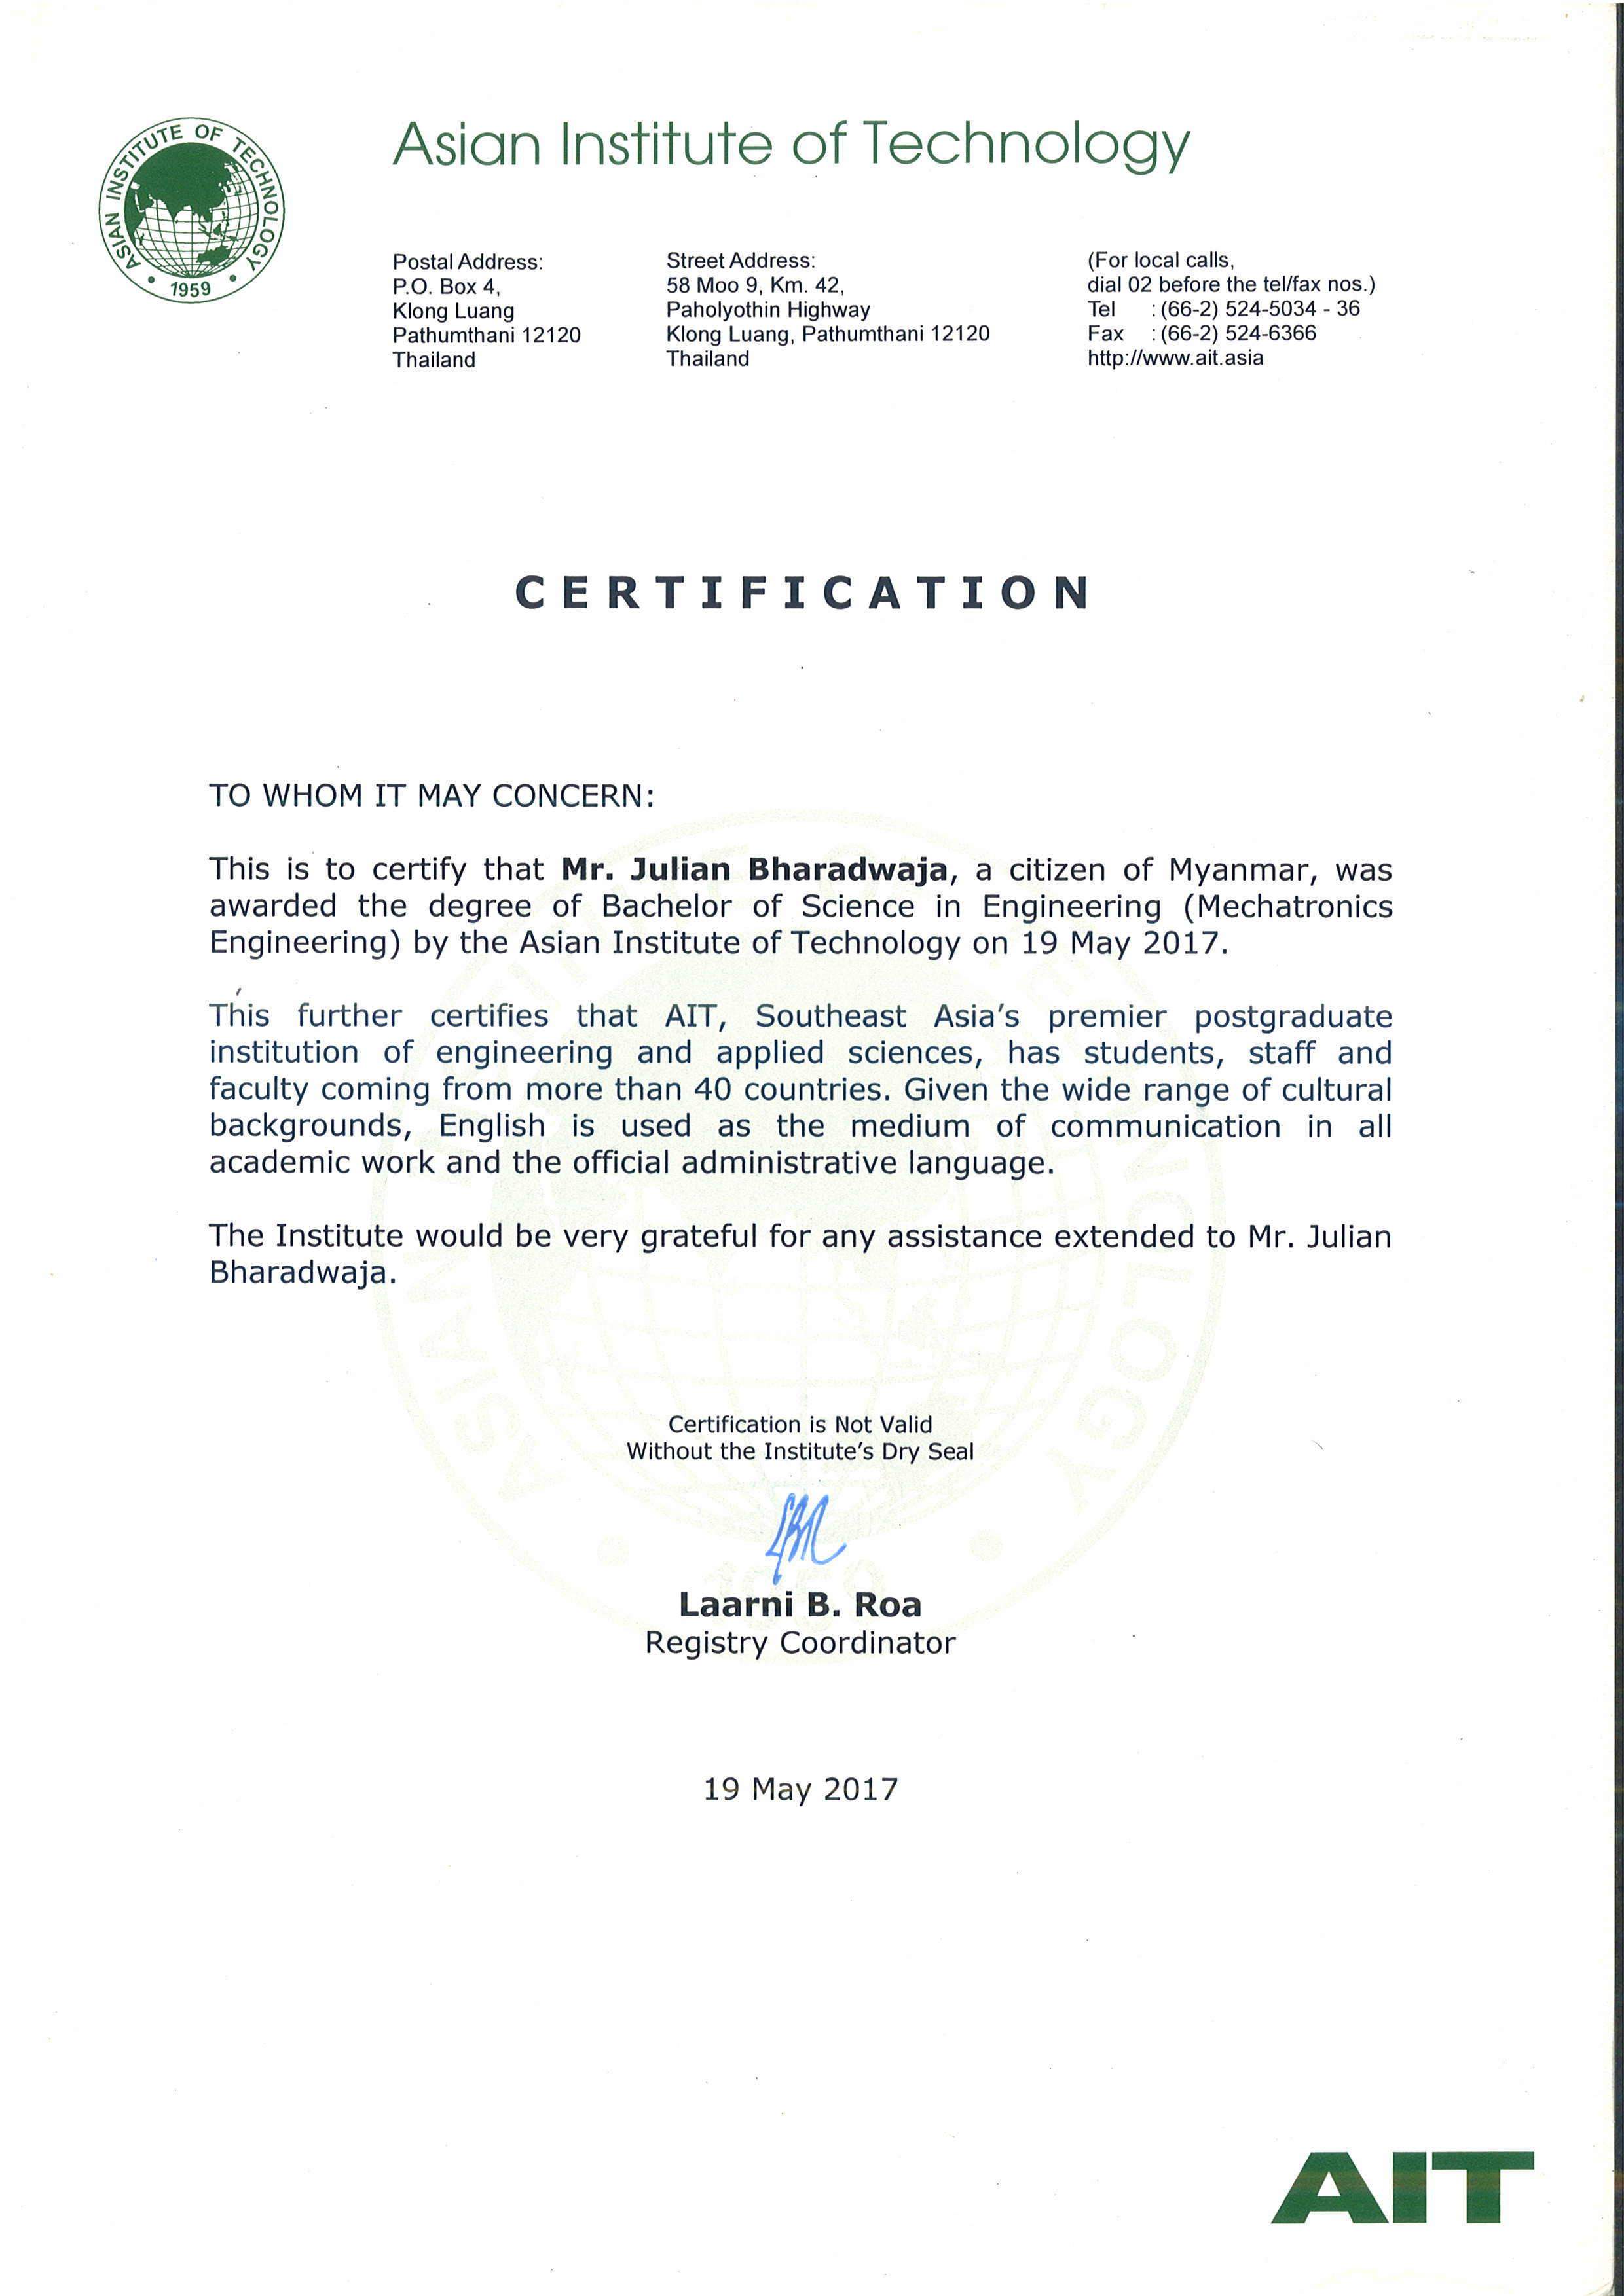 ASIAN INSTITUTE OF TECHNOLOGY
1959
Asian Institute of Technology
Postal Address:
P.O. Box 4,
Klong Luang
Pathumthani 12120
Thailand
Street Address:
58 Moo 9, Km. 42,
Paholyothin Highway
Klong Luang, Pathumthani 12120
Thailand
(For local calls,
dial 02 before the tel/fax nos.)
Tel : (66-2) 524-5034 - 36
Fax : (66-2) 524-6366
http://www.ait.asia
CERTIFICATION
TO WHOM IT MAY CONCERN:
This is to certify that Mr. Julian Bharadwaja, a citizen of Myanmar, was
awarded the degree of Bachelor of Science in Engineering (Mechatronics
Engineering) by the Asian Institute of Technology on 19 May 2017.
This further certifies that AIT, Southeast Asia's premier postgraduate
institution of engineering and applied sciences, has students, staff and
faculty coming from more than 40 countries. Given the wide range of cultural
backgrounds, English is used as the medium of communication in all
academic work and the official administrative language.
The Institute would be very grateful for any assistance extended to Mr. Julian
Bharadwaja.
Certification is Not Valid
Without the Institute's Dry Seal
Laarni B. Roa
Registry Coordinator
19 May 2017
AIT